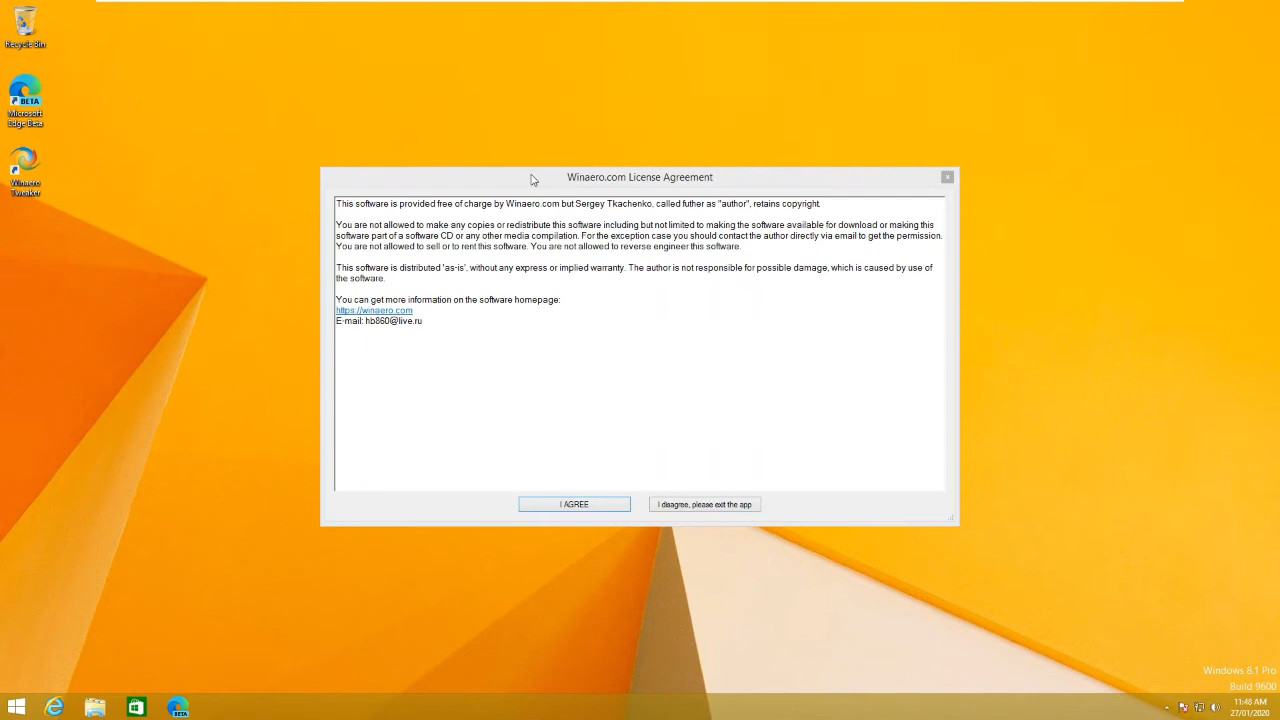 Recycle Bin
BETA
Microsoft
Edge Beta
Winaero
Tweaker
Winaero.com License Agreement
x
This software is provided free of charge by Winaero.com but Sergey Tkachenko, called futher as "author", retains copyright.
You are not allowed to make any copies or redistribute this software including but not limited to making the software available for download or making this
software part of a software CD or any other media compilation. For the exception case you should contact the author directly via email to get the permission.
You are not allowed to sell or to rent this software. You are not allowed to reverse engineer this software.
This software is distributed 'as-is', without any express or implied warranty. The author is not responsible for possible damage, which is caused by use of
the software.
You can get more information on the software homepage:
https://winaero.com
E-mail: hb860@live.ru
I AGREE
I disagree, please exit the app
Windows 8.1 Pro
Build 9600
BETA
11:48 AM
27/01/2020